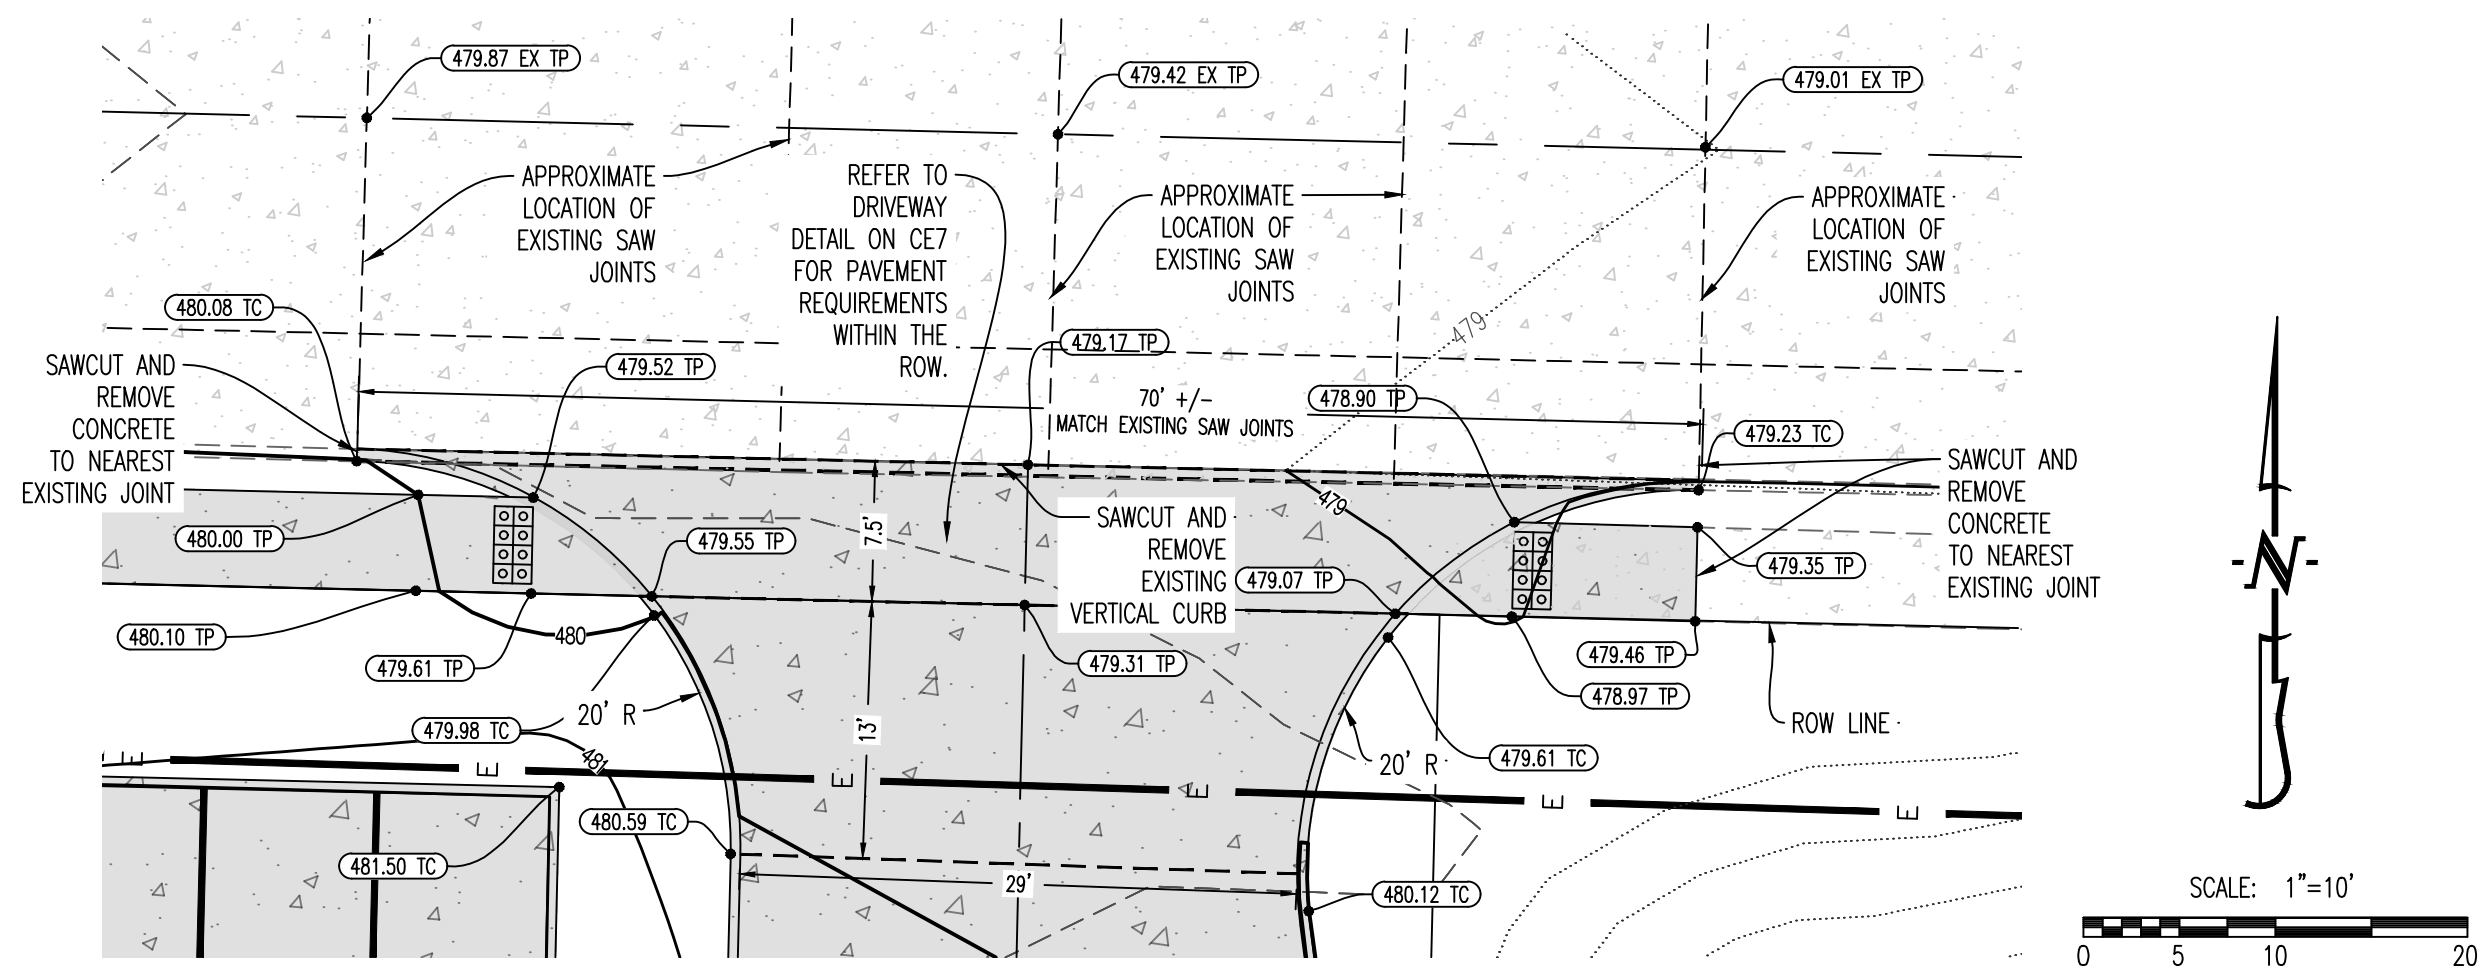 479.87 EX TP
479.42 EX TP
479.01 EX TP
APPROXIMATE
LOCATION OF
EXISTING SAW
JOINTS
REFER TO
DRIVEWAY
DETAIL ON CE7
FOR PAVEMENT
REQUIREMENTS
WITHIN THE
ROW.
APPROXIMATE
LOCATION OF
EXISTING SAW
JOINTS
APPROXIMATE
LOCATION OF
EXISTING SAW
JOINTS
480.08 TC
479
479.17 TP
SAWCUT AND
REMOVE
CONCRETE
TO NEAREST
EXISTING JOINT
479.52 TP
70' +/-
MATCH EXISTING SAW JOINTS
478.90 TP
479.23 TC
SAWCUT AND
REMOVE
CONCRETE
TO NEAREST
EXISTING JOINT
479
7.5'
SAWCUT AND
REMOVE
EXISTING
VERTICAL CURB
480.00 TP
479.55 TP
479.07 TP
479.35 TP
480.10 TP
480
479.61 TP
479.31 TP
479.46 TP
478.97 TP
20' R
13'
ROW LINE
479.98 TC
481
479.61 TC
20' R
E
E
E
E
E
E
480.59 TC
481.50 TC
29'
480.12 TC
N
SCALE: 1"=10'
0 5 10 20